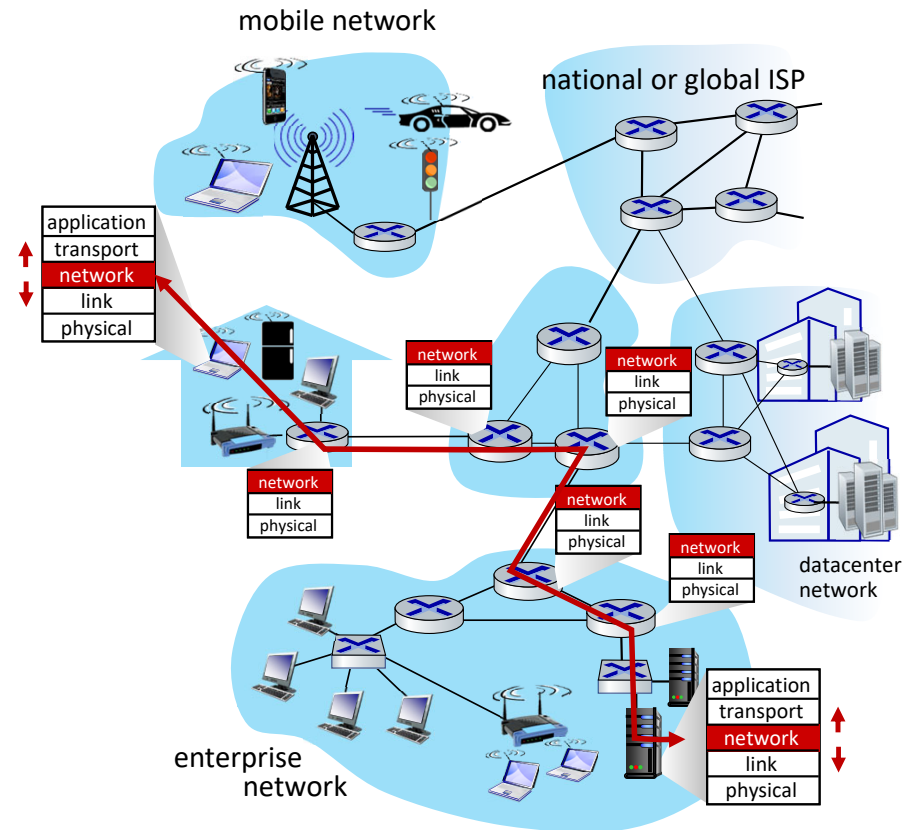 mobile network
national or global ISP
application
transport
network
link
physical
network
link
physical
network
link
physical
network
link
physical
network
link
physical
network
link
physical
datacenter
network
application
transport
network
link
physical
enterprise
network